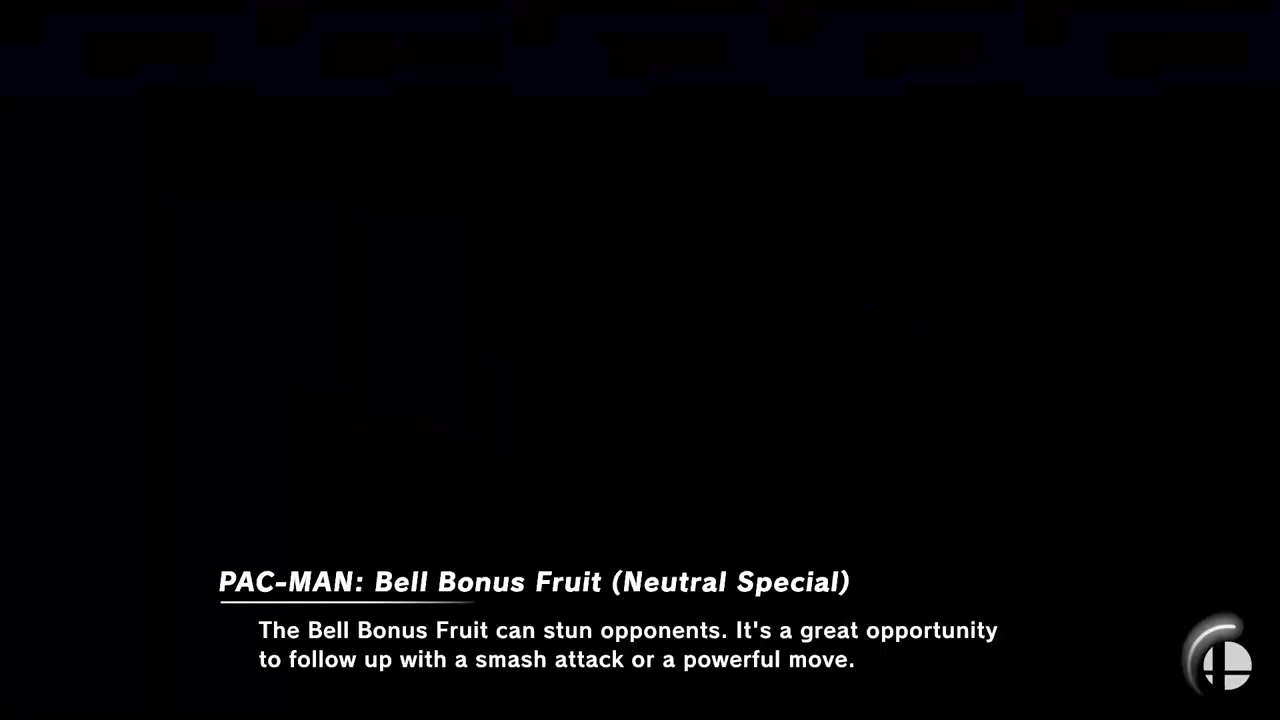 PAC-MAN: Bell Bonus Fruit (Neutral Special)
The Bell Bonus Fruit can stun opponents. It's a great opportunity
to follow up with a smash attack or a powerful move.